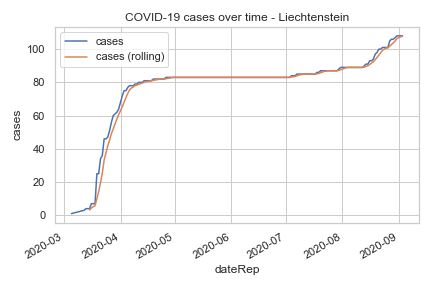 COVID-19 cases over time - Liechtenstein
cases
cases (rolling)
100
80
60
40
20
0
cases
2020-03
2020-04
2020-05
2020-06
2020-07
2020-08
2020-09
dateRep